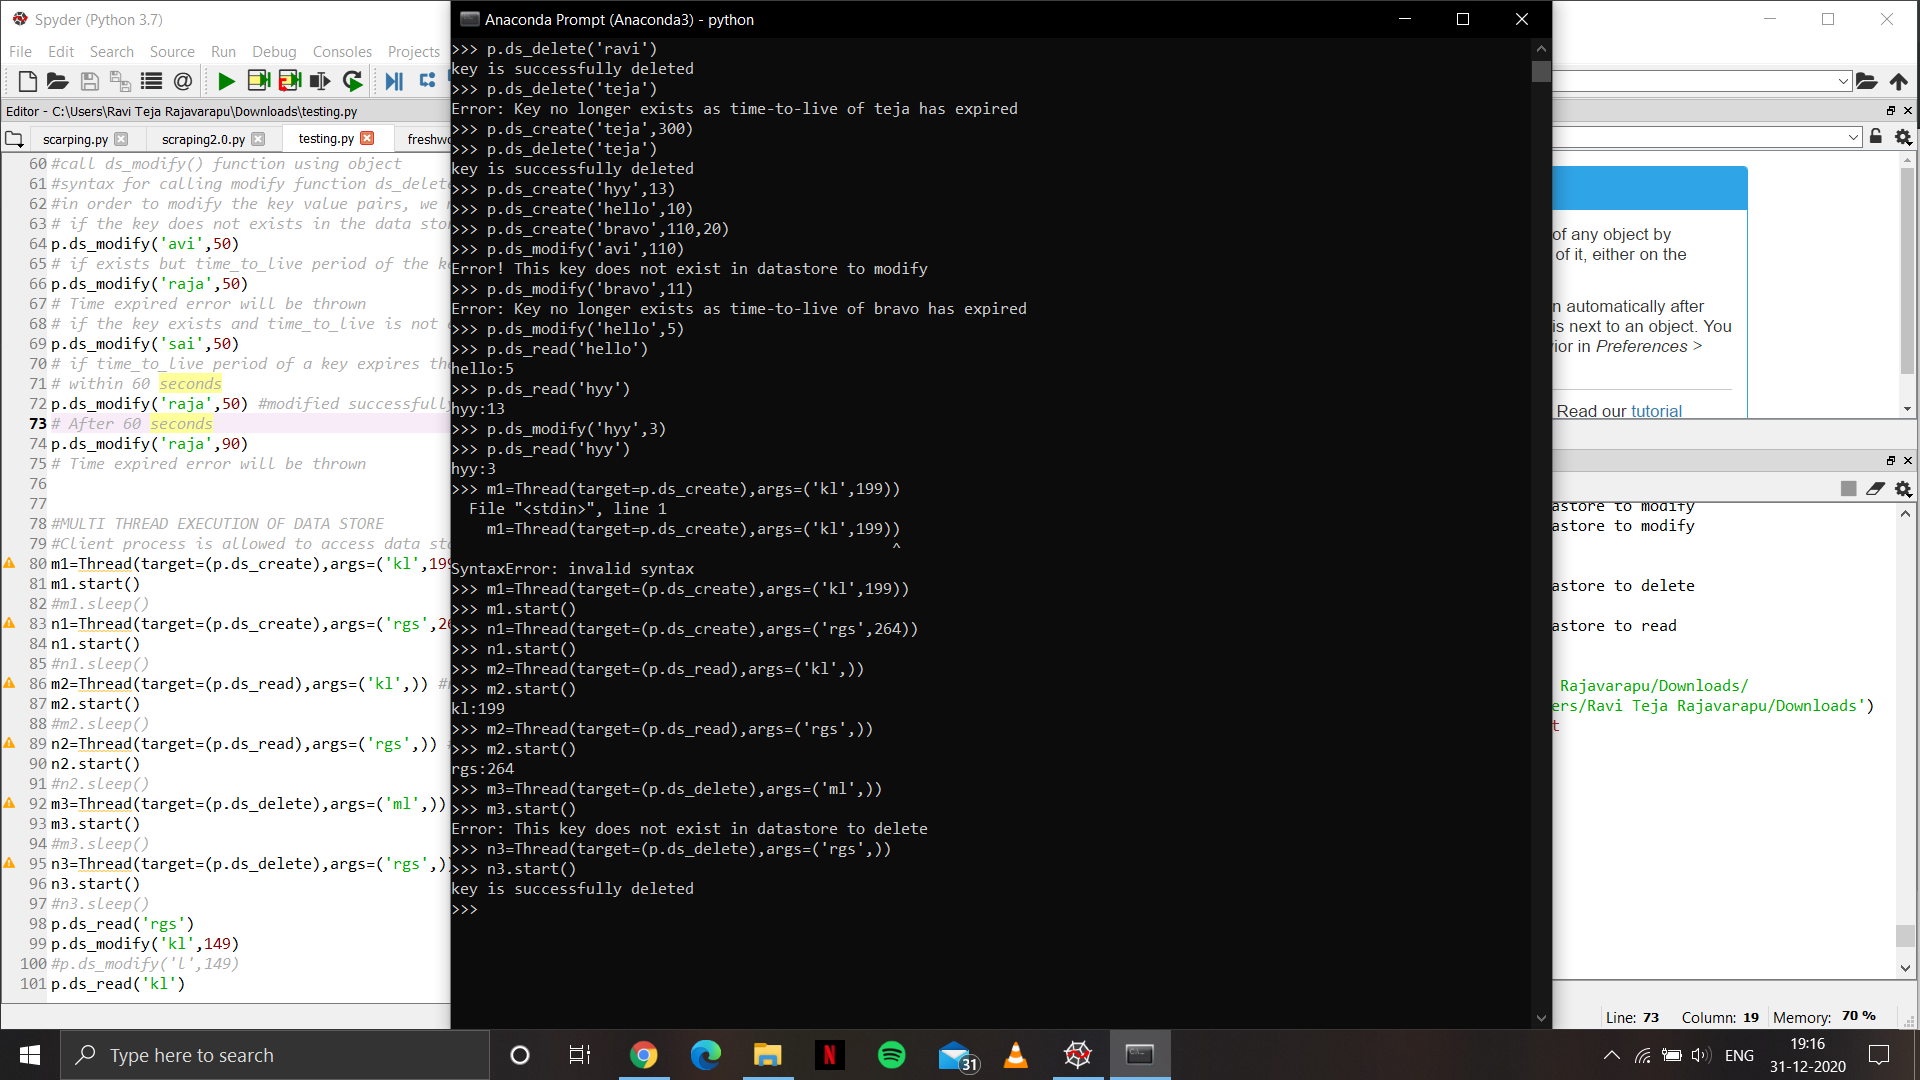 Spyder (Python 3.7)
File Edit Search Source Run Debug Consoles Projects
Editor - C:\Users\Ravi Teja Rajavarapu\Downloads\testing.py
scarping.py scraping2.0.py testing.py freshw
60 #call ds_modify() function using object
61 #syntax for calling modify function ds_delet
62 #in order to modify the key value pairs, we
63 # if the key does not exists in the data sto
64 p.ds_modify('avi',50)
65 # if exists but time_to_live period of the k
66 p.ds_modify('raja',50)
67 # Time expired error will be thrown
68 # if the key exists and time_to_live is not
69 p.ds_modify('sai',50)
70 # if time_to_live period of a key expires th
71 # within 60 seconds
72 p.ds_modify('raja',50) #modified successfull
73 # After 60 seconds
74 p.ds_modify('raja',90)
75 # Time expired error will be thrown
76
77
78 #MULTI THREAD EXECUTION OF DATA STORE
79 #Client process is allowed to access data st
80 m1=Thread(target=(p.ds_create),args=('kl',199
81 m1.start()
82 #m1.sleep()
83 n1=Thread(target=(p.ds_create),args=('rgs',26
84 n1.start()
85 #n1.sleep()
86 m2=Thread(target=(p.ds_read),args=('kl',)) #
87 m2.start()
88 #m2.sleep()
89 n2=Thread(target=(p.ds_read),args=('rgs',))
90 n2.start()
91 #n2.sleep()
92 m3=Thread(target=(p.ds_delete),args=('ml',))
93 m3.start()
94 #m3.sleep()
95 n3=Thread(target=(p.ds_delete),args=('rgs',)
96 n3.start()
97 #n3.sleep()
98 p.ds_read('rgs')
99 p.ds_modify('kl',149)
100 #p.ds_modify('l',149)
101 p.ds_read('kl')
Anaconda Prompt (Anaconda3) - python
>>> p.ds_delete('ravi')
key is successfully deleted
>>> p.ds_delete('teja')
Error: Key no longer exists as time-to-live of teja has expired
>>> p.ds_create('teja',300)
>>> p.ds_delete('teja')
key is successfully deleted
>>> p.ds_create('hyy',13)
>>> p.ds_create('hello',10)
>>> p.ds_create('bravo',110,20)
>>> p.ds_modify('avi',110)
Error! This key does not exist in datastore to modify
>>> p.ds_modify('bravo',11)
Error: Key no longer exists as time-to-live of bravo has expired
>>> p.ds_modify('hello',5)
>>> p.ds_read('hello')
hello:5
>>> p.ds_read('hyy')
hyy:13
>>> p.ds_modify('hyy',3)
>>> p.ds_read('hyy')
hyy:3
>>> m1=Thread(target=p.ds_create),args=('kl',199))
File "<stdin>", line 1
m1=Thread(target=p.ds_create),args=('kl',199))
^
SyntaxError: invalid syntax
>>> m1=Thread(target=(p.ds_create),args=('kl',199))
>>> m1.start()
>>> n1=Thread(target=(p.ds_create),args=('rgs',264))
>>> n1.start()
>>> m2=Thread(target=(p.ds_read),args=('kl',))
>>> m2.start()
kl:199
>>> m2=Thread(target=(p.ds_read),args=('rgs',))
>>> m2.start()
rgs:264
>>> m3=Thread(target=(p.ds_delete),args=('ml',))
>>> m3.start()
Error: This key does not exist in datastore to delete
>>> n3=Thread(target=(p.ds_delete),args=('rgs',))
>>> n3.start()
key is successfully deleted
>>>
of any object by
of it, either on the
n automatically after
is next to an object. You
ior in Preferences >
Read our tutorial
astore to modify
astore to modify
astore to delete
astore to read
Rajavarapu/Downloads/
ers/Ravi Teja Rajavarapu/Downloads')
t
Line: 73 Column: 19 Memory: 70 %
Type here to search
N
31
ENG
19:16
31-12-2020